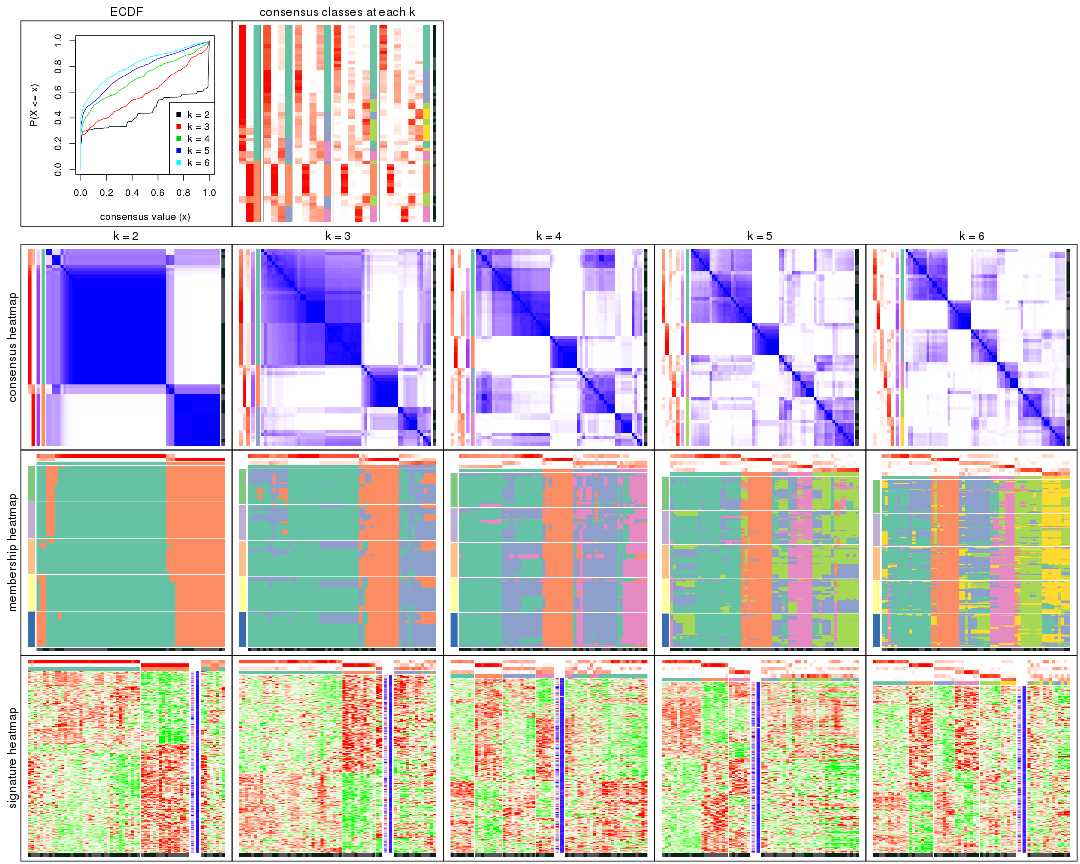 ECDF
consensus classes at each k
P(X <= x)
0.0 0.2 0.4 0.6 0.8 1.0
k = 2
k = 3
k = 4
k = 5
k = 6
0.0 0.2 0.4 0.6 0.8 1.0
consensus value (x)
k = 2
k = 3
k = 4
k = 5
k = 6
consensus heatmap
membership heatmap
signature heatmap